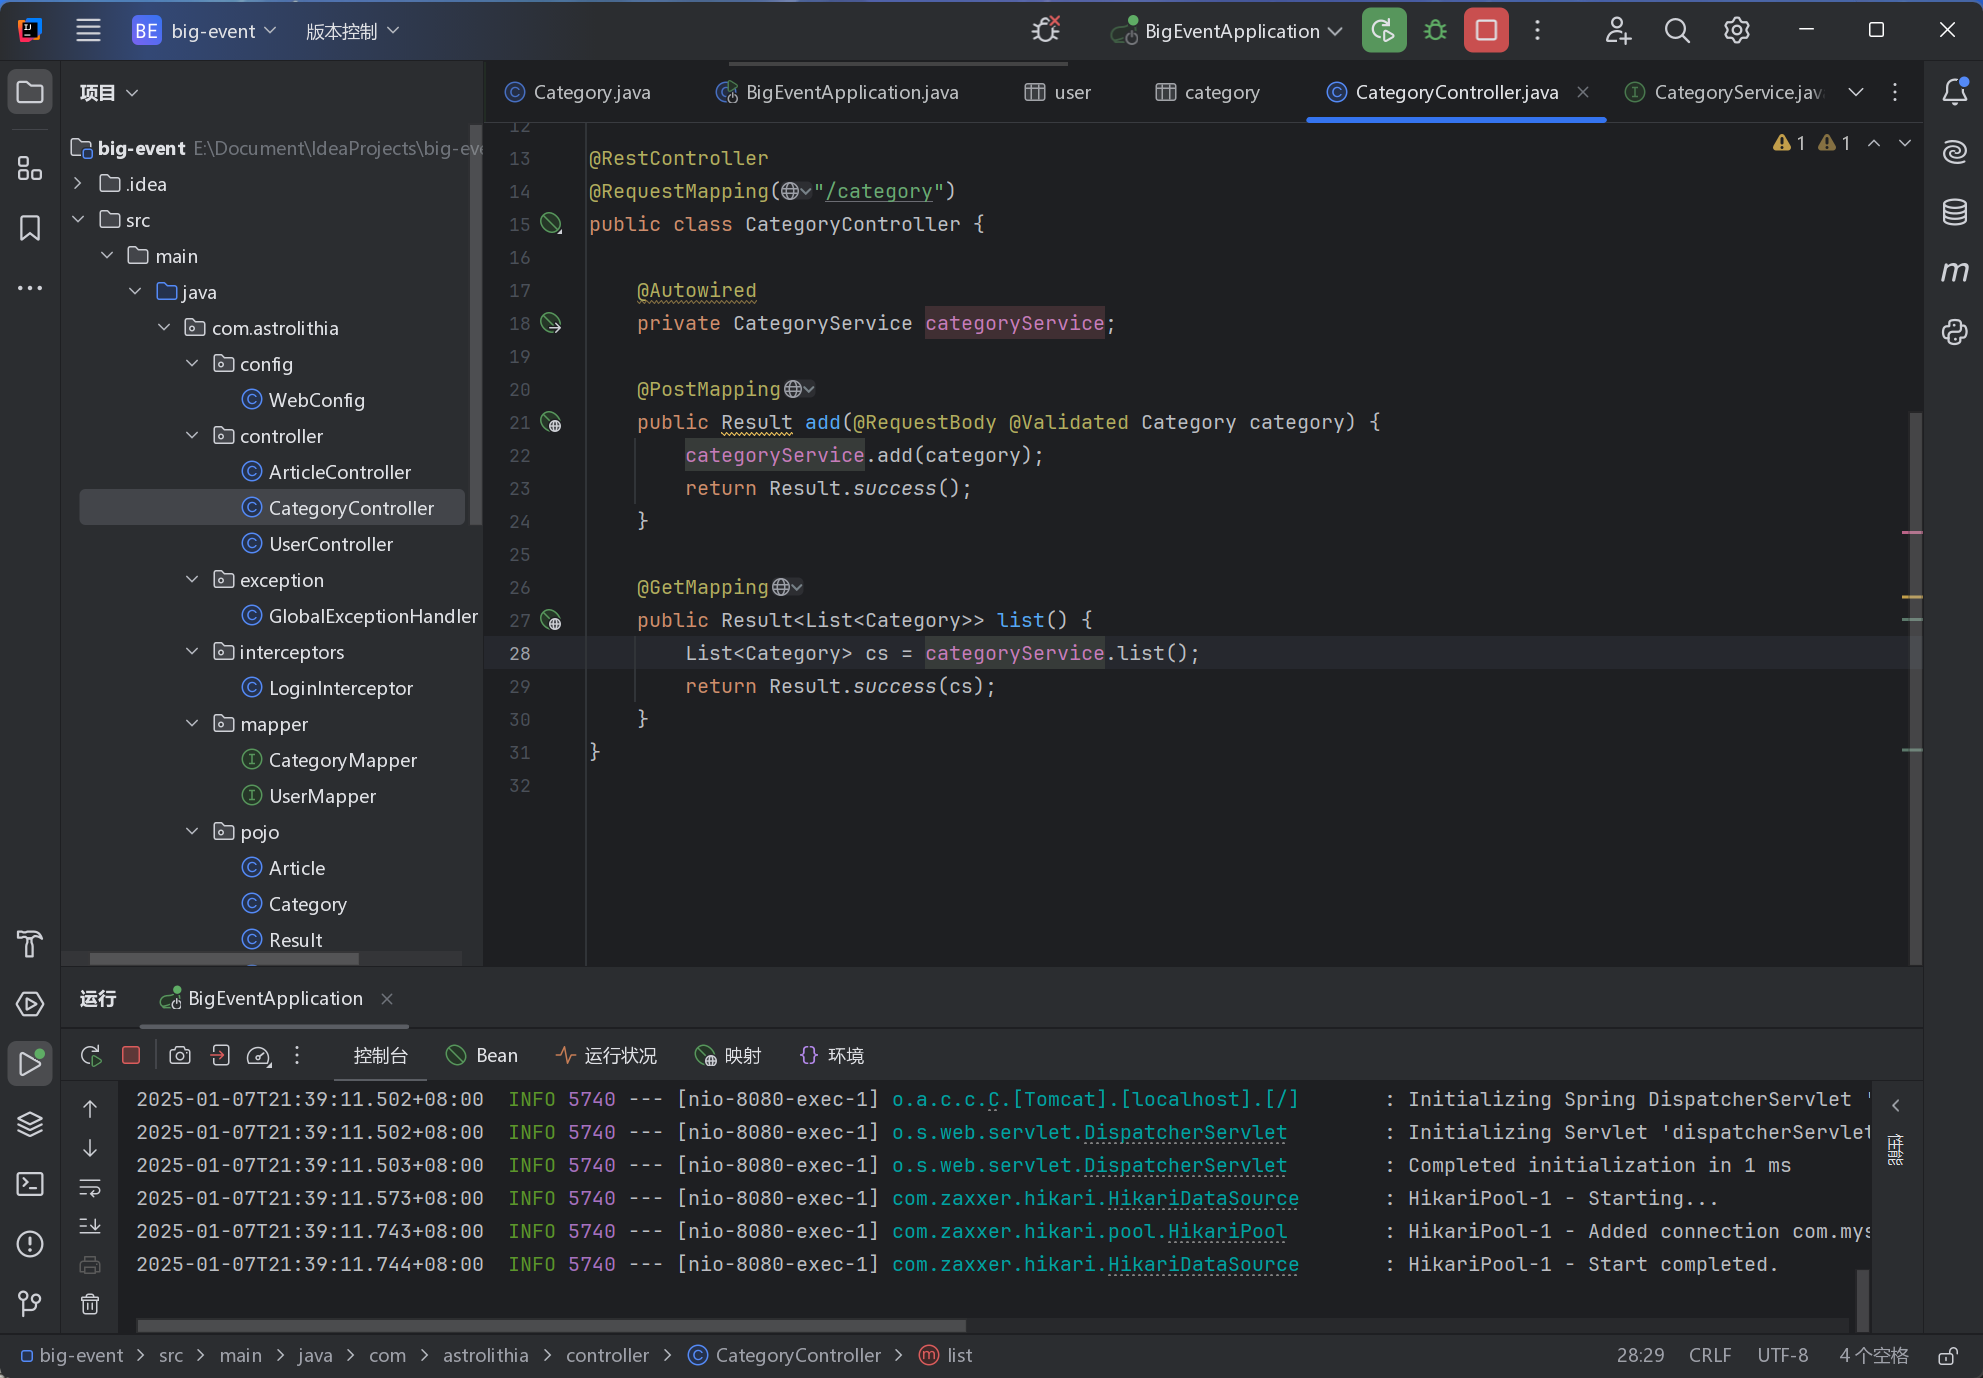 BE big-event 版本控制 BigEventApplication
项目
Category.java BigEventApplication.java user category CategoryController.java CategoryService.jav
big-event E:\Document\IdeaProjects\big-eve
.idea
src
main
java
com.astrolithia
config
WebConfig
controller
ArticleController
CategoryController
UserController
exception
GlobalExceptionHandler
interceptors
LoginInterceptor
mapper
CategoryMapper
UserMapper
pojo
Article
Category
Result
1 1
12
13 @RestController
14 @RequestMapping("/category")
15 public class CategoryController {
16
17 @Autowired
18 private CategoryService categoryService;
19
20 @PostMapping
21 public Result add(@RequestBody @Validated Category category) {
22 categoryService.add(category);
23 return Result.success();
24 }
25
26 @GetMapping
27 public Result<List<Category>> list() {
28 List<Category> cs = categoryService.list();
29 return Result.success(cs);
30 }
31 }
32
运行 BigEventApplication
控制台 Bean 运行状况 映射 环境
2025-01-07T21:39:11.502+08:00 INFO 5740 --- [nio-8080-exec-1] o.a.c.c.C.[Tomcat].[localhost].[/] : Initializing Spring DispatcherServlet '
2025-01-07T21:39:11.502+08:00 INFO 5740 --- [nio-8080-exec-1] o.s.web.servlet.DispatcherServlet : Initializing Servlet 'dispatcherServlet
2025-01-07T21:39:11.503+08:00 INFO 5740 --- [nio-8080-exec-1] o.s.web.servlet.DispatcherServlet : Completed initialization in 1 ms
2025-01-07T21:39:11.573+08:00 INFO 5740 --- [nio-8080-exec-1] com.zaxxer.hikari.HikariDataSource : HikariPool-1 - Starting...
2025-01-07T21:39:11.743+08:00 INFO 5740 --- [nio-8080-exec-1] com.zaxxer.hikari.pool.HikariPool : HikariPool-1 - Added connection com.mys
2025-01-07T21:39:11.744+08:00 INFO 5740 --- [nio-8080-exec-1] com.zaxxer.hikari.HikariDataSource : HikariPool-1 - Start completed.
性能
big-event > src > main > java > com > astrolithia > controller > CategoryController > list
28:29 CRLF UTF-8 4 个空格